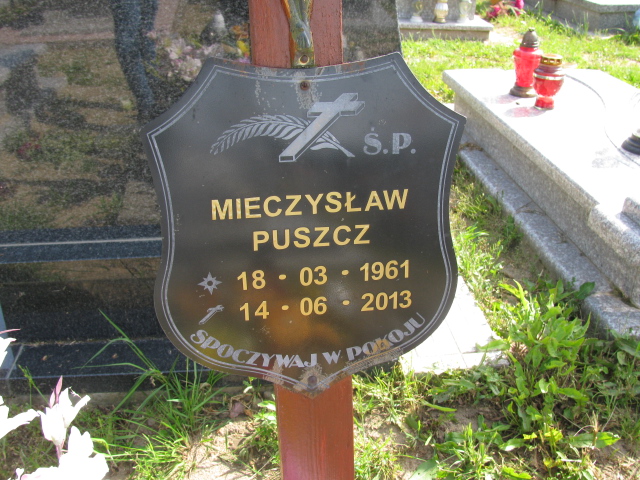 Ś.P.
MIECZYSŁAW
PUSZCZ
18 · 03 · 1961
14 · 06 · 2013
SPOCZYWAJ W POKOJU